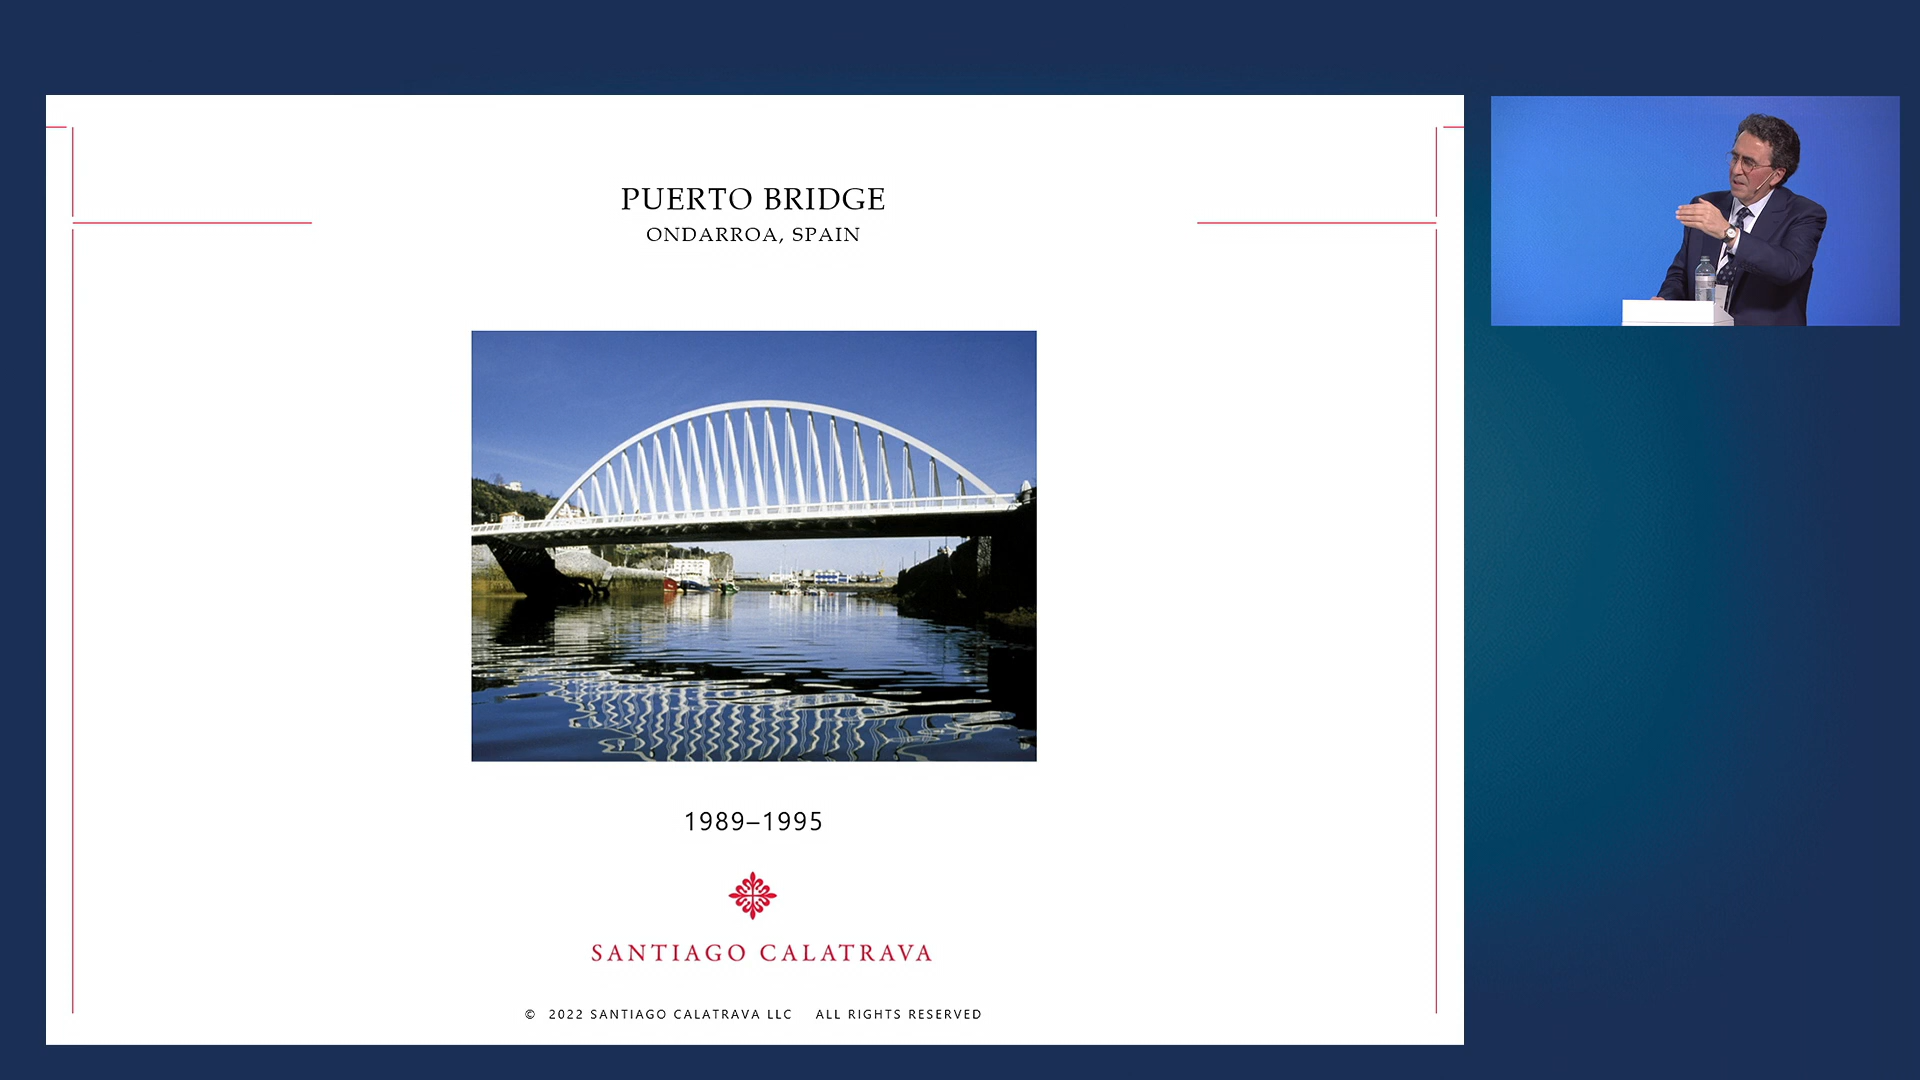 PUERTO BRIDGE
ONDARROA, SPAIN
1989–1995
SANTIAGO CALATRAVA
© 2022 SANTIAGO CALATRAVA LLC ALL RIGHTS RESERVED